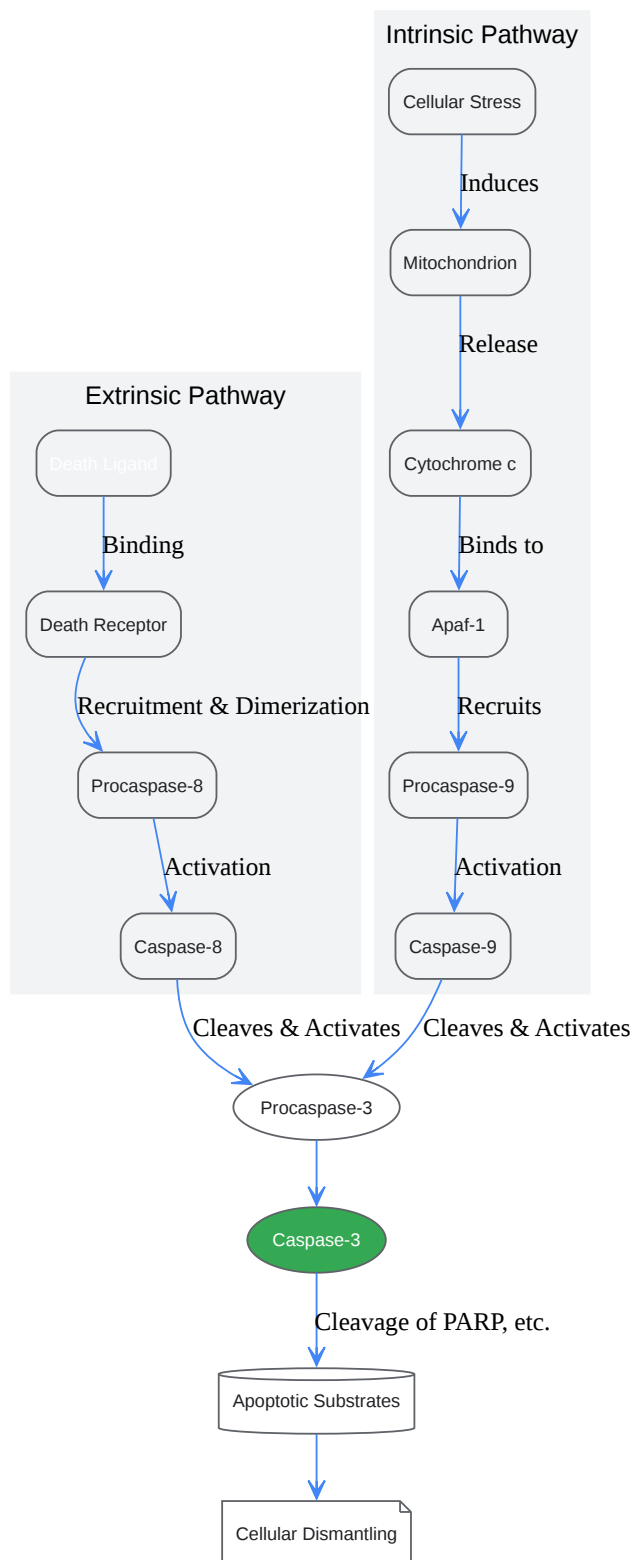 Intrinsic Pathway
Cellular Stress
Induces
Mitochondrion
Release
Extrinsic Pathway
Death Ligand
Cytochrome c
Binding
Binds to
Death Receptor
Apaf-1
Recruitment & Dimerization
Recruits
Procaspase-8
Procaspase-9
Activation
Activation
Caspase-8
Caspase-9
Cleaves & Activates
Cleaves & Activates
Procaspase-3
Caspase-3
Cleavage of PARP, etc.
Apoptotic Substrates
Cellular Dismantling